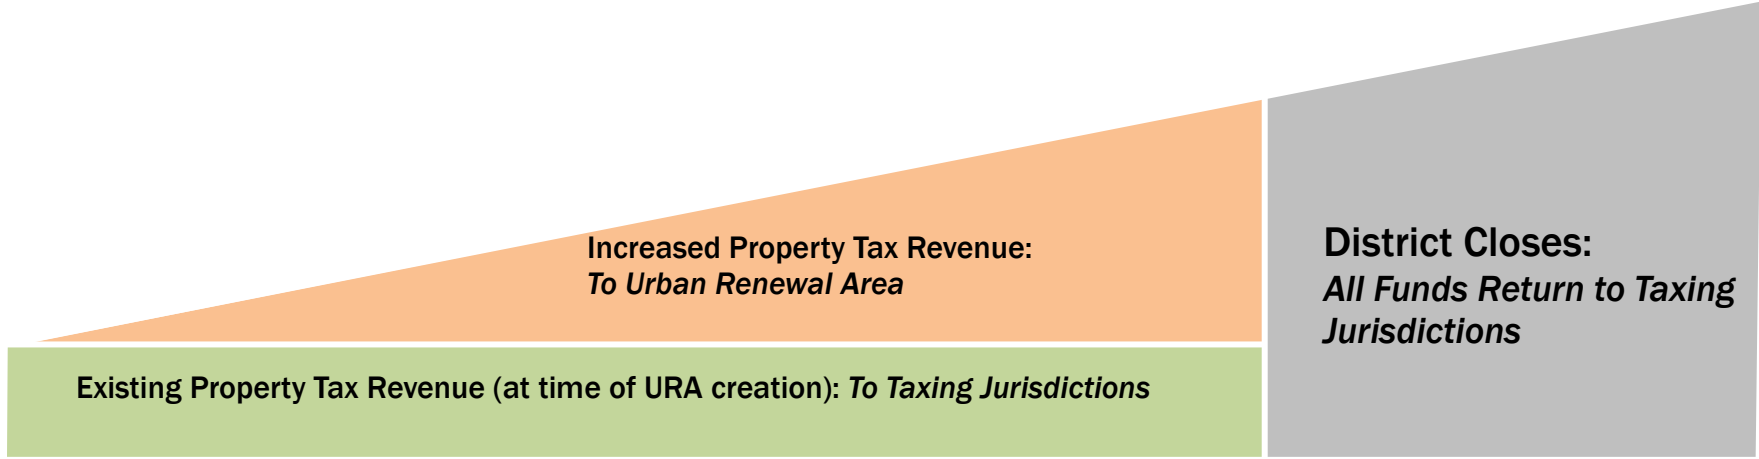 Increased Property Tax Revenue:
To Urban Renewal Area
District Closes:
All Funds Return to Taxing
Jurisdictions
Existing Property Tax Revenue (at time of URA creation): To Taxing Jurisdictions